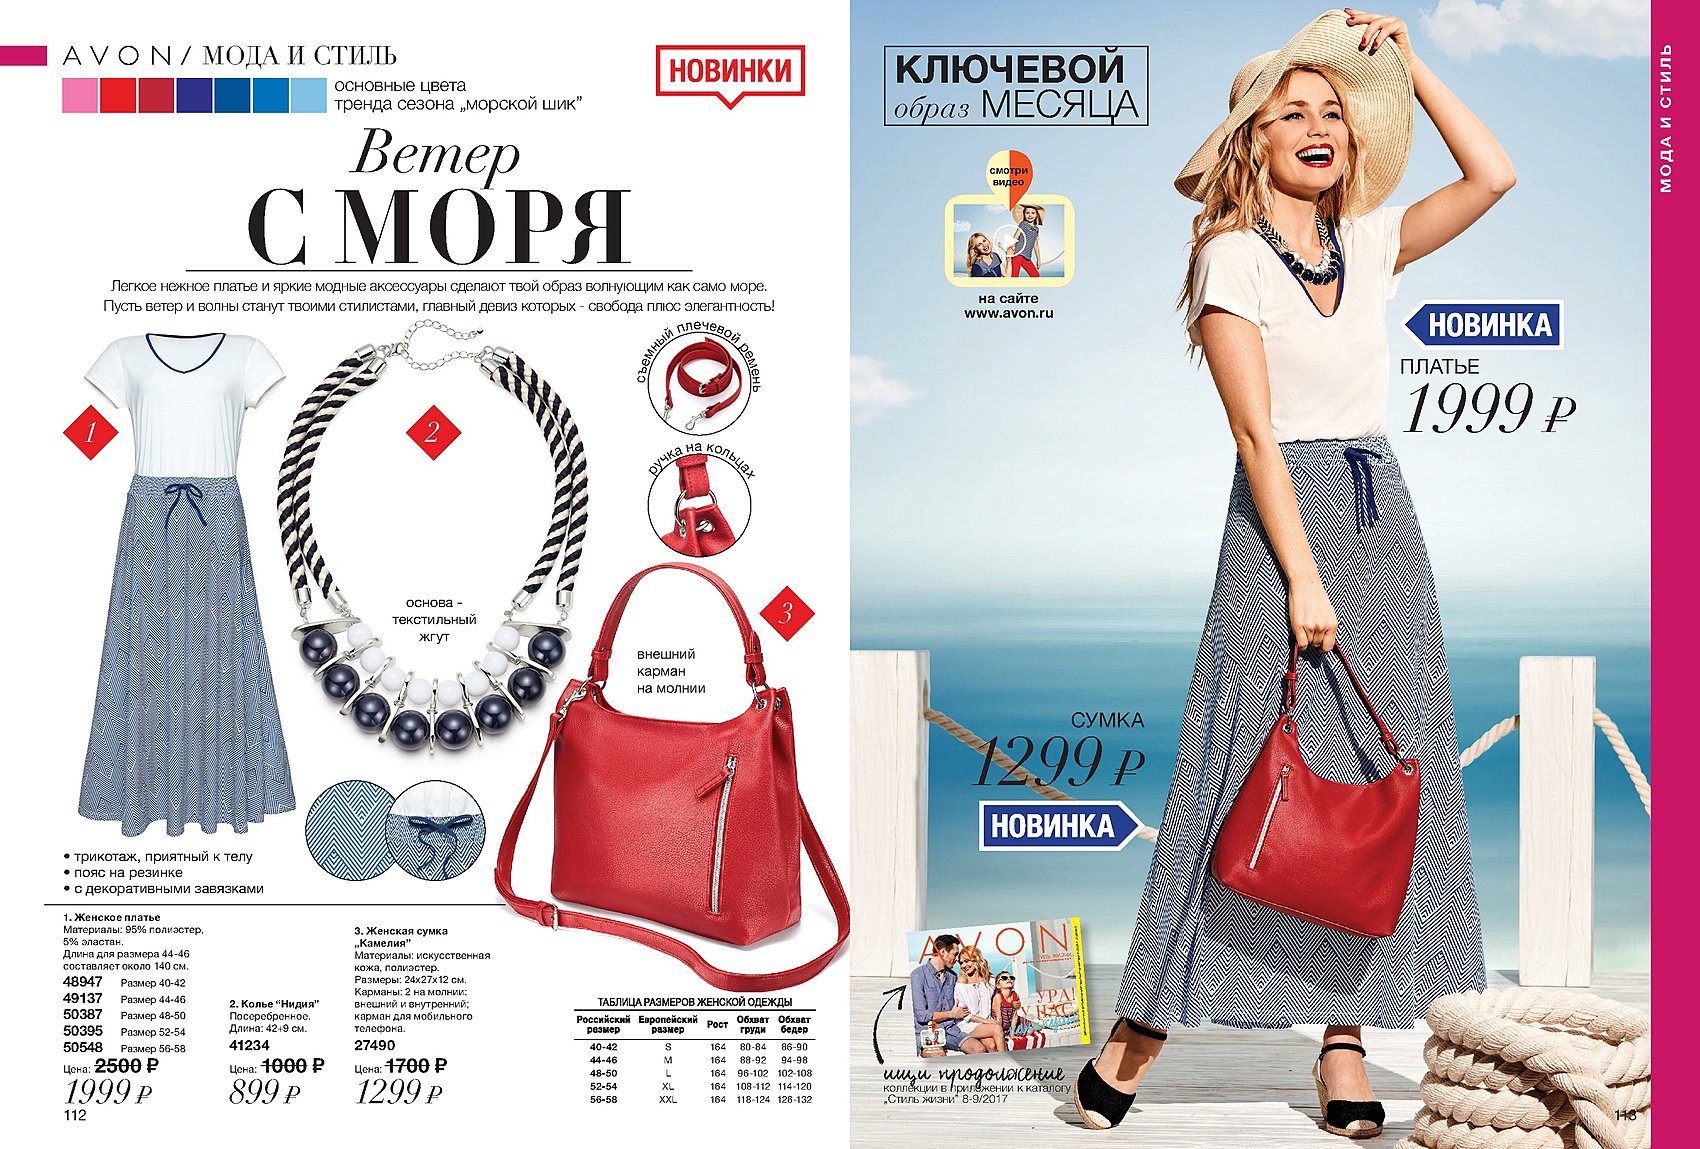 AVON/ МОДА И СТИЛЬ
основные цвета
тренда сезона „морской шик”
НОВИНКИ
Ветер
С МОРЯ
Легкое нежное платье и яркие модные аксессуары сделают твой образ волнующим как само море.
Пусть ветер и волны станут твоими стилистами, главный девиз которых - свобода плюс элегантность!
1
2
3
съемный плечевой ремень
ручка на кольцах
основа -
текстильный
жгут
внешний
карман
на молнии
• трикотаж, приятный к телу
• пояс на резинке
• с декоративными завязками
1. Женское платье
Материалы: 95% полиэстер,
5% эластан.
Длина для размера 44-46
составляет около 140 см.
48947 Размер 40-42
49137 Размер 44-46
50387 Размер 48-50
50395 Размер 52-54
50548 Размер 56-58
Цена: 2500 ₽
1999 ₽
112
2. Колье “Нидия”
Посеребренное.
Длина: 42+9 см.
41234
Цена: 1000 ₽
899 ₽
3. Женская сумка
„Камелия”
Материалы: искусственная
кожа, полиэстер.
Размеры: 24х27х12 см.
Карманы: 2 на молнии:
внешний и внутренний;
карман для мобильного
телефона.
27490
Цена: 1700 ₽
1299 ₽
ТАБЛИЦА РАЗМЕРОВ ЖЕНСКОЙ ОДЕЖДЫ
Российский размер Европейский размер Рост Обхват груди Обхват бедер
40-42 S 164 80-84 86-90
44-46 M 164 88-92 94-98
48-50 L 164 96-102 102-108
52-54 XL 164 108-112 114-120
56-58 XXL 164 118-124 126-132
КЛЮЧЕВОЙ
образ МЕСЯЦА
смотри
видео
на сайте
www.avon.ru
НОВИНКА
ПЛАТЬЕ
1999 ₽
СУМКА
1299 ₽
НОВИНКА
AVON
УРА!
У НАС
каникулы
ищи продолжение
коллекции в приложении к каталогу
„Стиль жизни” 8-9/2017
МОДА И СТИЛЬ
113